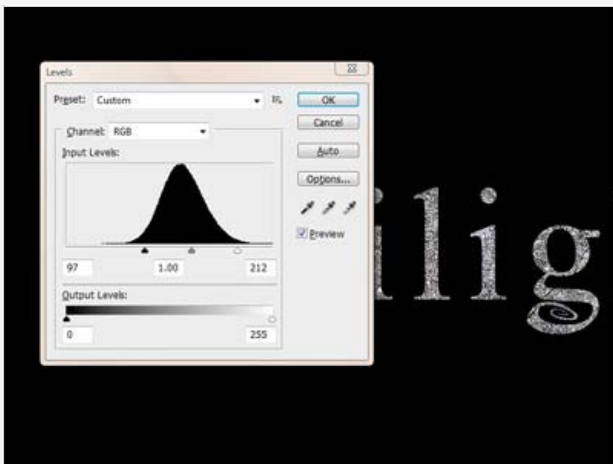 Levels
Preset: Custom
OK
Channel: RGB
Cancel
Input Levels:
Auto
Options...
Preview
97 1.00 212
Output Levels:
0 255
ilig